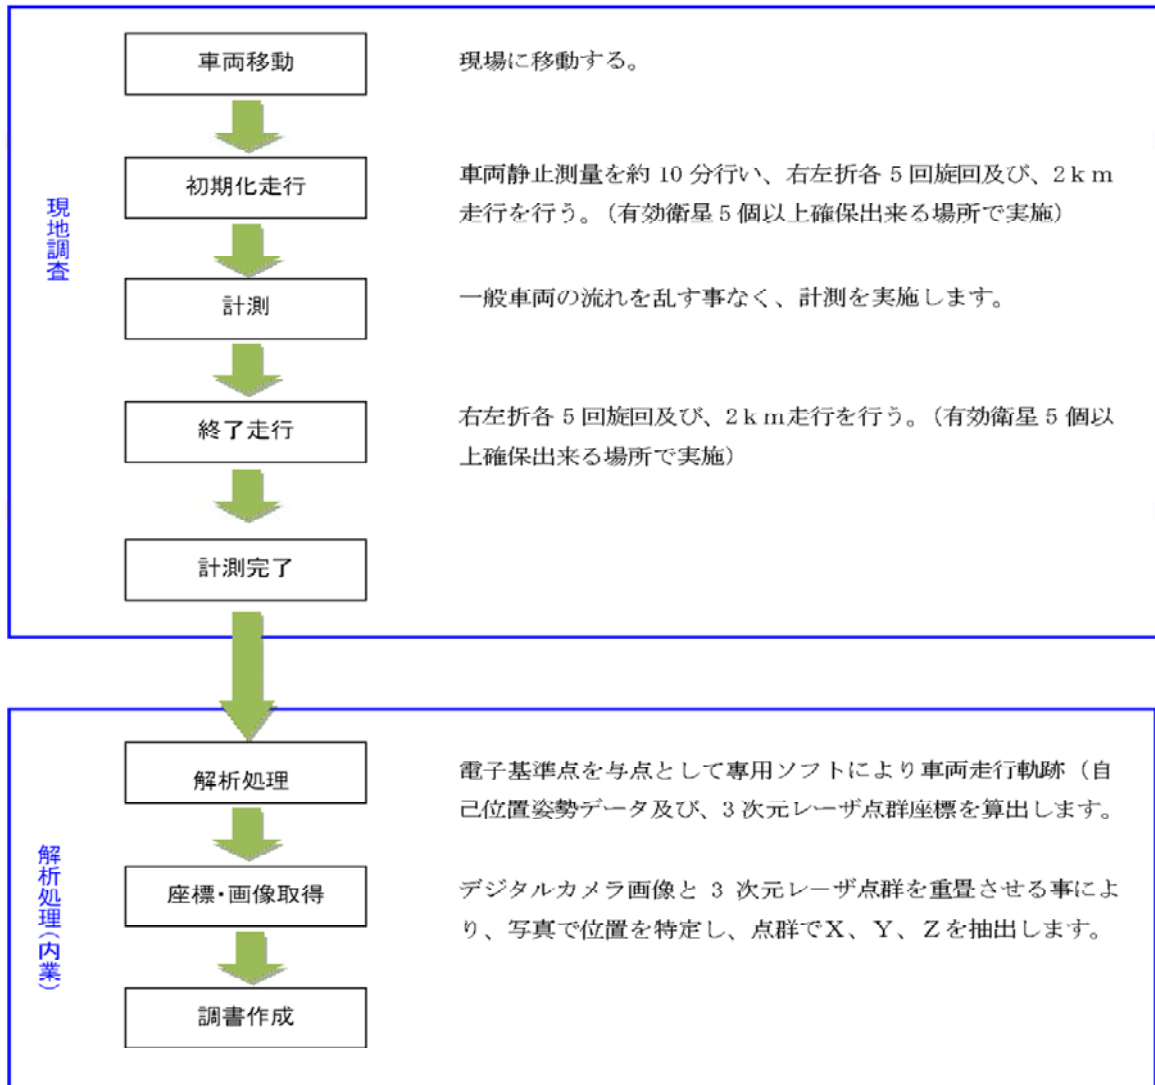 車両移動
現場に移動する。
現地調査
初期化走行
車両静止測量を約 10 分行い、右左折各 5 回旋回及び、2ｋｍ
走行を行う。（有効衛星 5 個以上確保出来る場所で実施）
計測
一般車両の流れを乱す事なく、計測を実施します。
終了走行
右左折各 5 回旋回及び、2ｋｍ走行を行う。（有効衛星 5 個以
上確保出来る場所で実施）
計測完了
解析処理（内業）
解析処理
電子基準点を与点として専用ソフトにより車両走行軌跡（自
己位置姿勢データ及び、3 次元レーザ点群座標を算出します。
座標・画像取得
デジタルカメラ画像と 3 次元レーザ点群を重畳させる事によ
り、写真で位置を特定し、点群でＸ、Ｙ、Ｚを抽出します。
調書作成